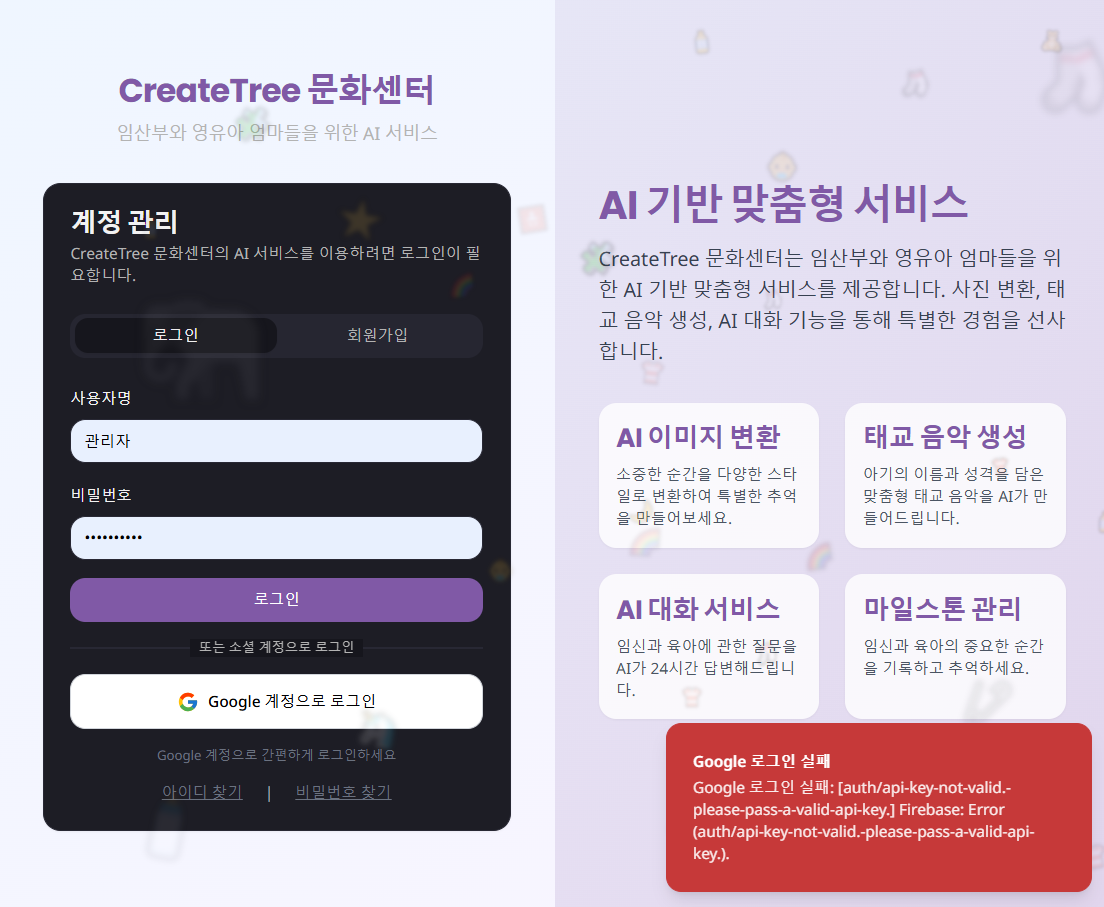 CreateTree 문화센터
임산부와 영유아 엄마들을 위한 AI 서비스
계정 관리
CreateTree 문화센터의 AI 서비스를 이용하려면 로그인이 필
요합니다.
로그인
회원가입
사용자명
관리자
비밀번호
••••••••••
로그인
또는 소셜 계정으로 로그인
Google 계정으로 로그인
Google 계정으로 간편하게 로그인하세요
아이디 찾기 | 비밀번호 찾기
AI 기반 맞춤형 서비스
CreateTree 문화센터는 임산부와 영유아 엄마들을 위
한 AI 기반 맞춤형 서비스를 제공합니다. 사진 변환, 태
교 음악 생성, AI 대화 기능을 통해 특별한 경험을 선사
합니다.
AI 이미지 변환
소중한 순간을 다양한 스타
일로 변환하여 특별한 추억
을 만들어보세요.
태교 음악 생성
아기의 이름과 성격을 담은
맞춤형 태교 음악을 AI가 만
들어드립니다.
AI 대화 서비스
임신과 육아에 관한 질문을
AI가 24시간 답변해드립니
다.
마일스톤 관리
임신과 육아의 중요한 순간
을 기록하고 추억하세요.
Google 로그인 실패
Google 로그인 실패: [auth/api-key-not-valid.-
please-pass-a-valid-api-key.] Firebase: Error
(auth/api-key-not-valid.-please-pass-a-valid-api-
key.).